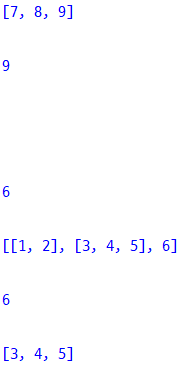 [7, 8, 9]
9
6
[[1, 2], [3, 4, 5], 6]
6
[3, 4, 5]